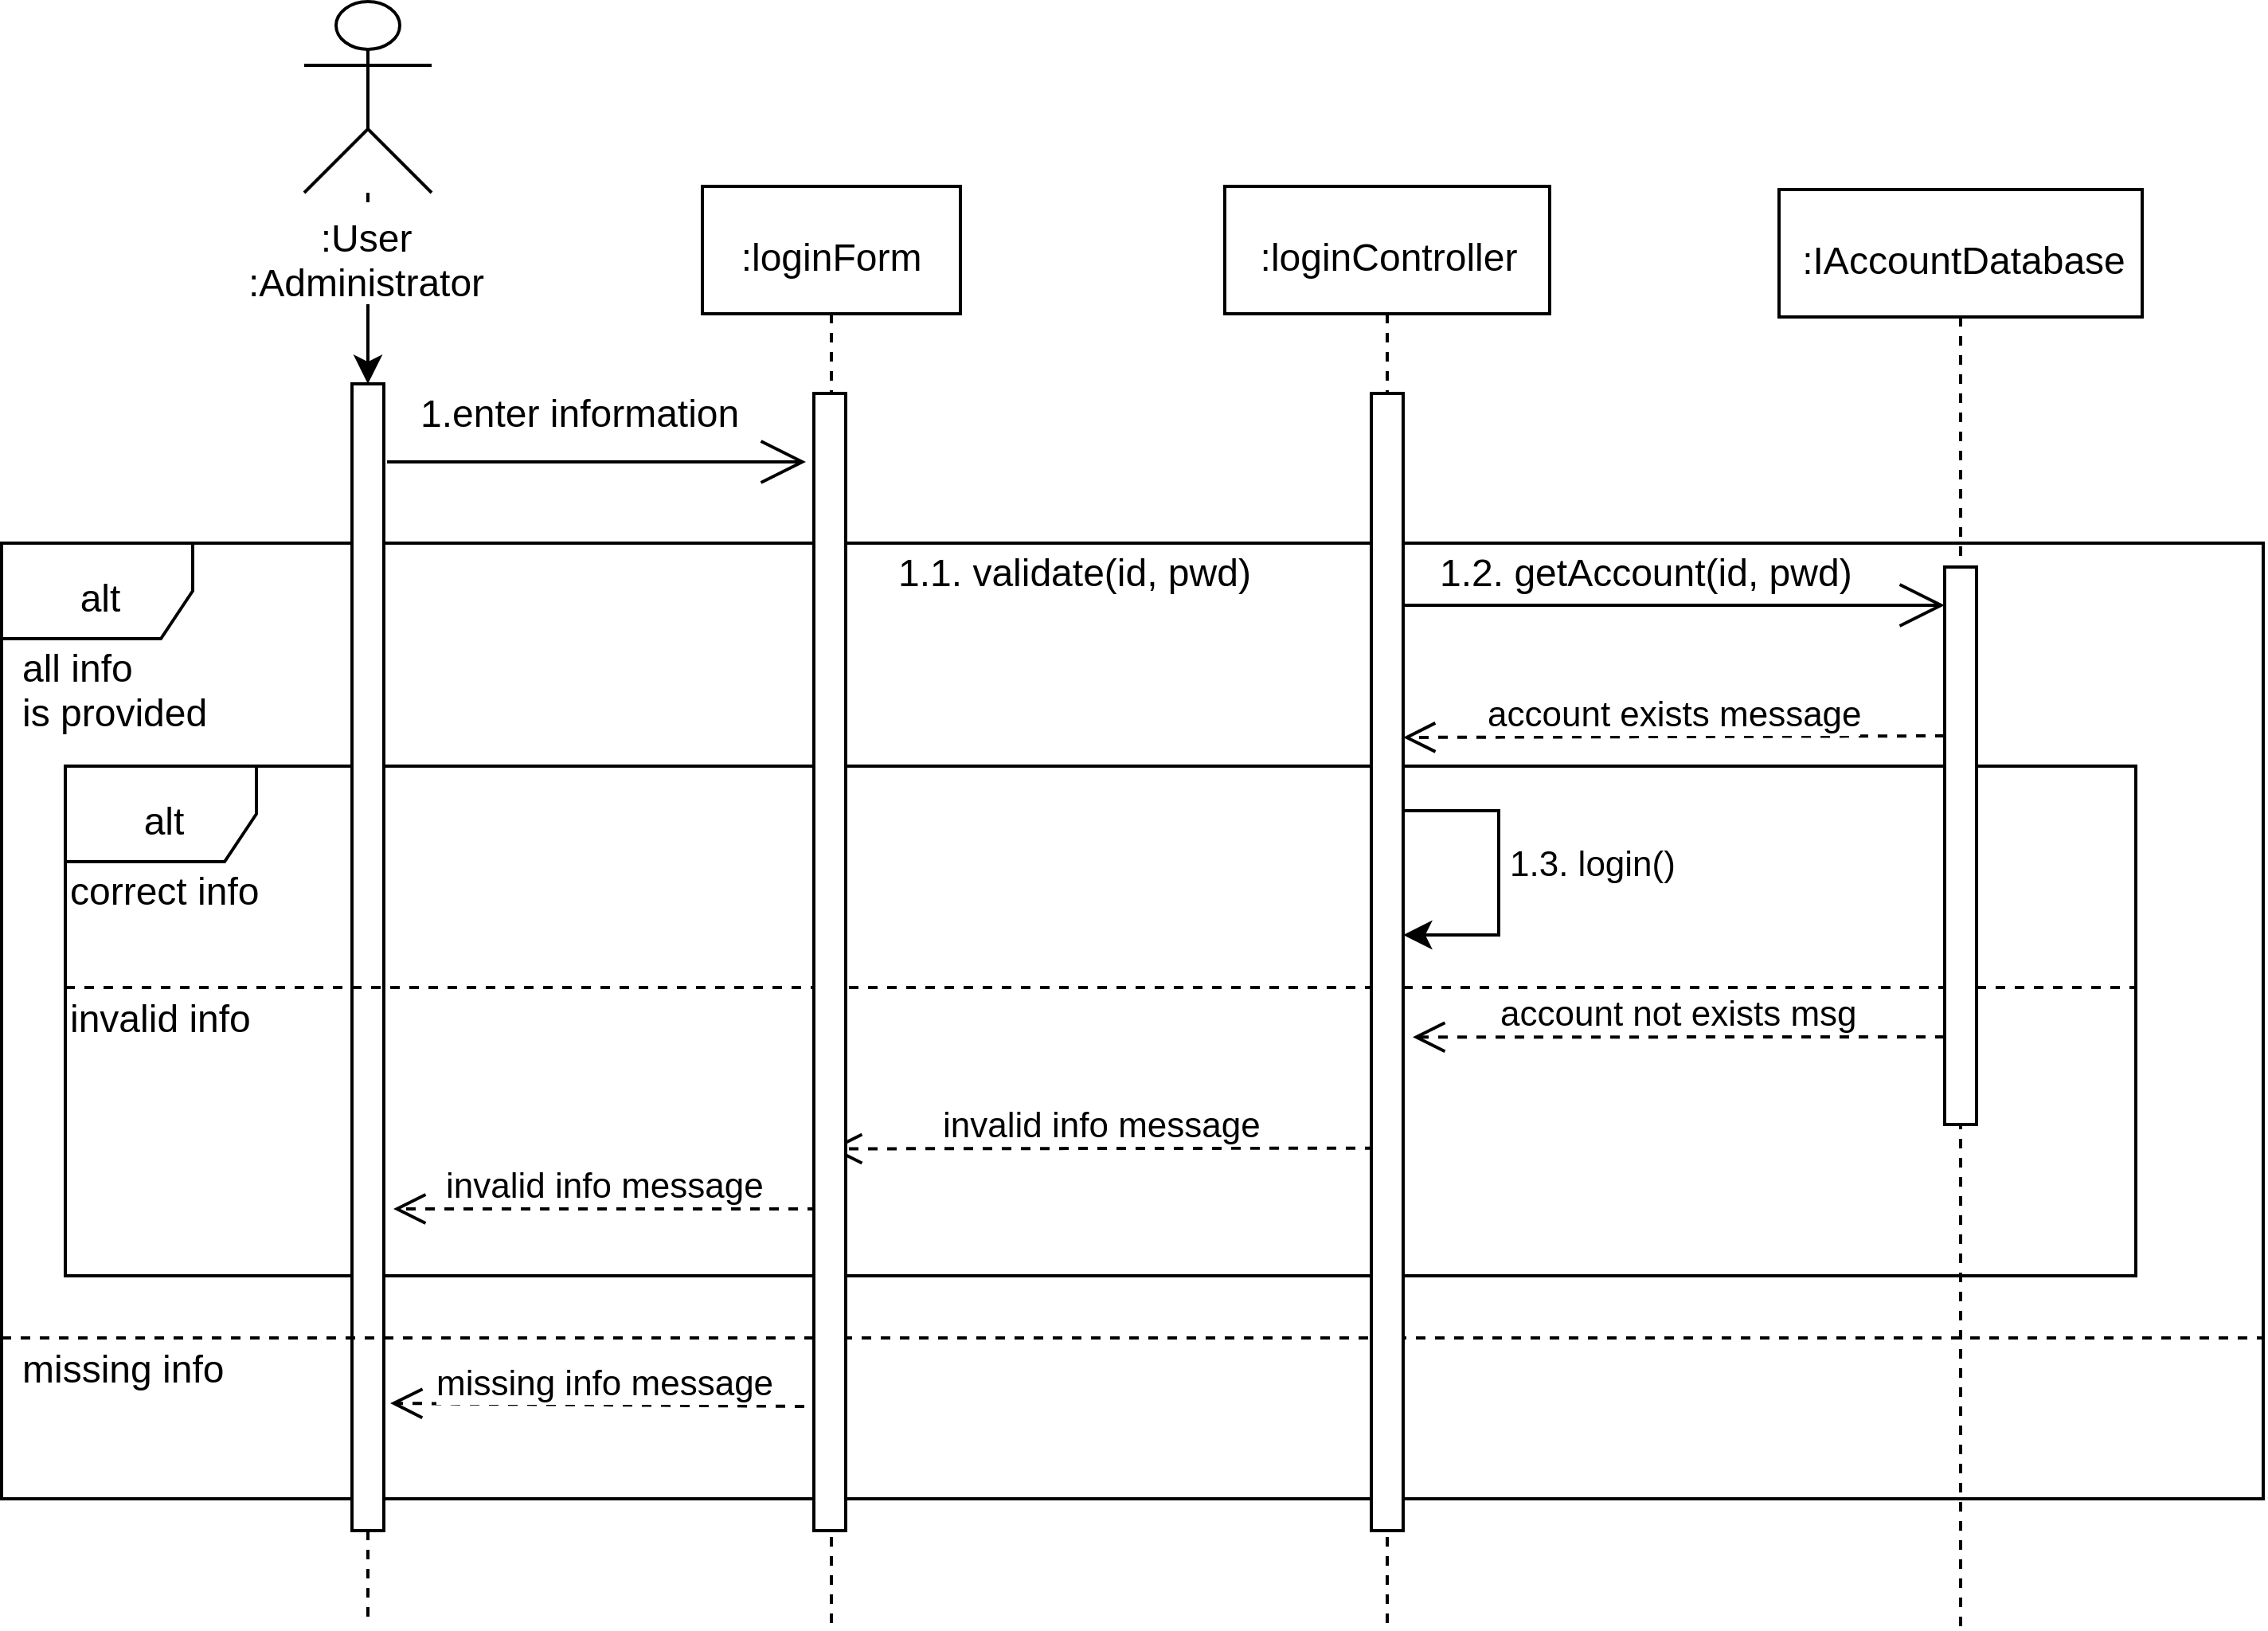 :User
:Administrator
:loginForm
:loginController
:IAccountDatabase
1.enter information
alt
1.1. validate(id, pwd)
1.2. getAccount(id, pwd)
all info
is provided
account exists message
alt
1.3. login()
correct info
invalid info
account not exists msg
invalid info message
invalid info message
missing info
missing info message